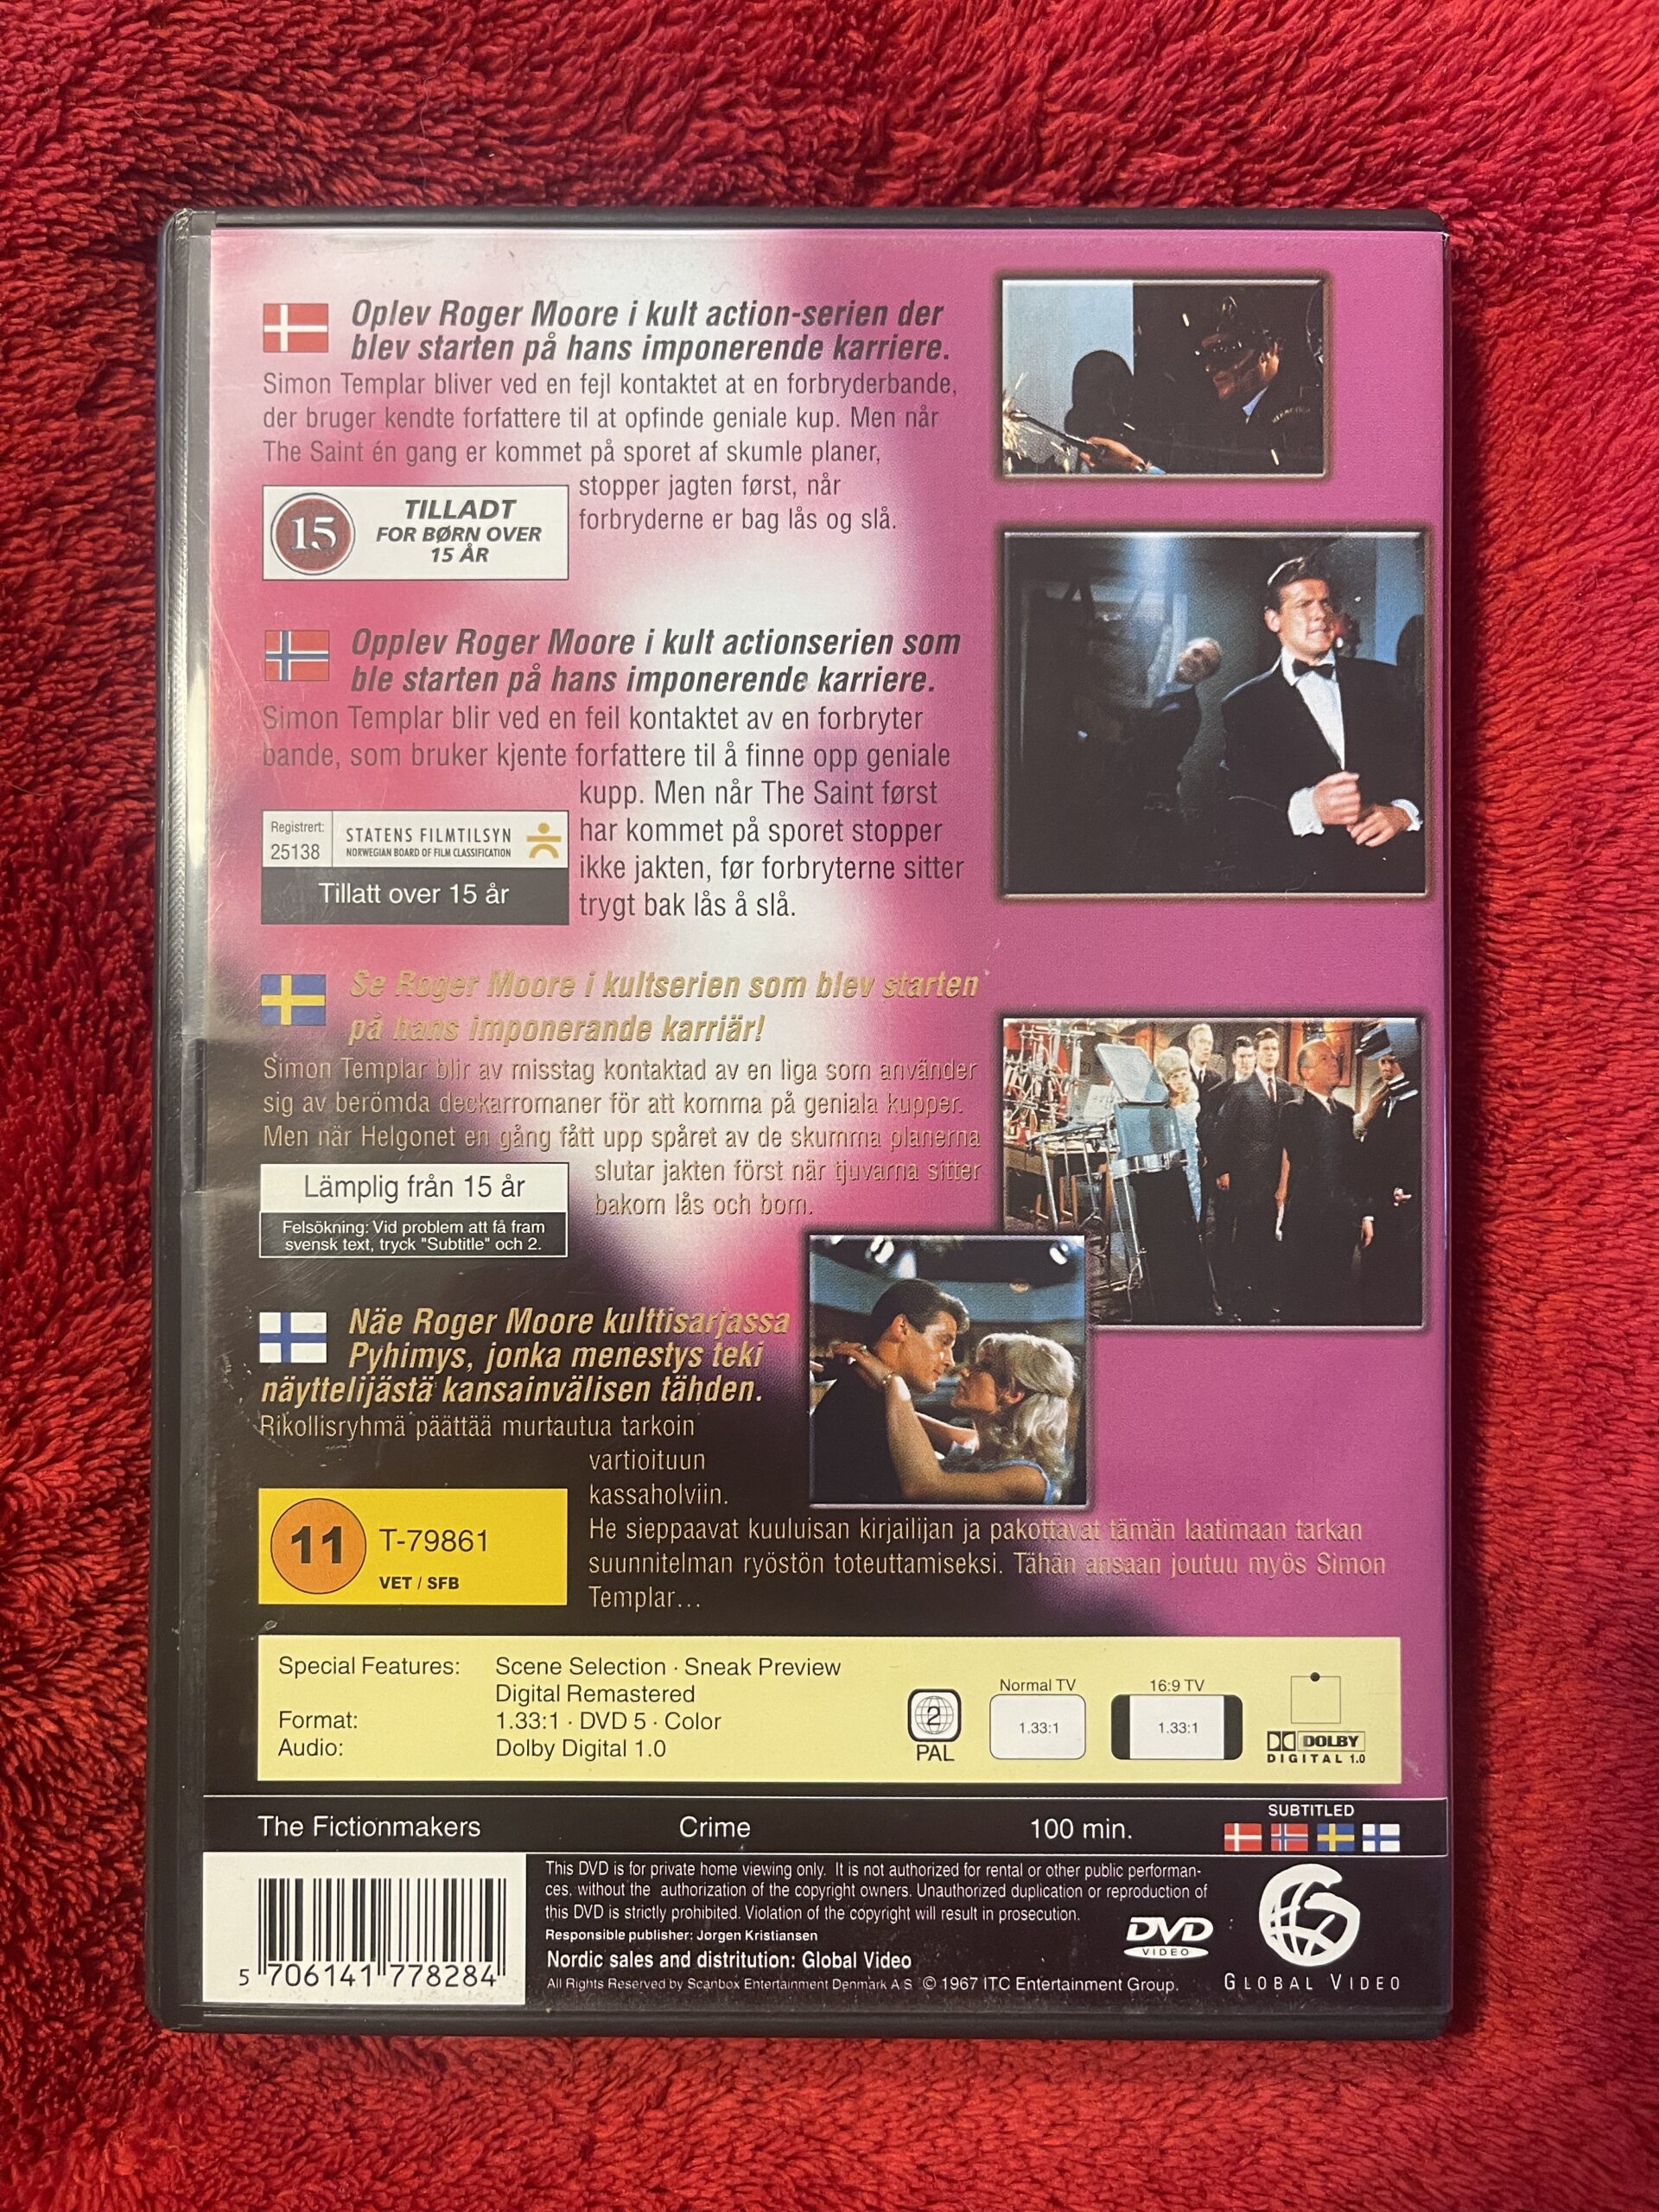 Oplev Roger Moore i kult action-serien der
blev starten på hans imponerende karriere.
Simon Templar bliver ved en fejl kontaktet at en forbryderbande,
der bruger kendte forfattere til at opfinde geniale kup. Men når
The Saint én gang er kommet på sporet af skumle planer,
stopper jagten først, når
forbryderne er bag lås og slå.
15
TILLADT
FOR BØRN OVER
15 ÅR
Opplev Roger Moore i kult actionserien som
ble starten på hans imponerende karriere.
Simon Templar blir ved en feil kontaktet av en forbryter
bande, som bruker kjente forfattere til å finne opp geniale
kupp. Men når The Saint først
har kommet på sporet stopper
ikke jakten, før forbryterne sitter
trygt bak lås å slå.
Registrert:
25138
STATENS FILMTILSYN
NORWEGIAN BOARD OF FILM CLASSIFICATION
Tillatt over 15 år
Se Roger Moore i kultserien som blev starten
på hans imponerande karriär!
Simon Templar blir av misstag kontaktad av en liga som använder
sig av berömda deckarromaner för att komma på geniala kupper.
Men när Helgonet en gång fått upp spåret av de skumma planerna
slutar jakten först när tjuvarna sitter
bakom lås och bom.
Lämplig från 15 år
Felsökning: Vid problem att få fram
svensk text, tryck "Subtitle" och 2.
Näe Roger Moore kulttisarjassa
Pyhimys, jonka menestys teki
näyttelijästä kansainvälisen tähden.
Rikollisryhmä päättää murtautua tarkoin
vartioituun
kassaholviin.
He sieppaavat kuuluisan kirjailijan ja pakottavat tämän laatimaan tarkan
suunnitelman ryöstön toteuttamiseksi. Tähän ansaan joutuu myös Simon
Templar...
11
T-79861
VET / SFB
Special Features: Scene Selection · Sneak Preview
Digital Remastered
Format: 1.33:1 · DVD 5 · Color
Audio: Dolby Digital 1.0
2
PAL
Normal TV
1.33:1
16:9 TV
1.33:1
DOLBY
DIGITAL 1.0
The Fictionmakers Crime 100 min.
SUBTITLED
This DVD is for private home viewing only. It is not authorized for rental or other public performan-
ces, without the authorization of the copyright owners. Unauthorized duplication or reproduction of
this DVD is strictly prohibited. Violation of the copyright will result in prosecution.
Responsible publisher: Jørgen Kristiansen
Nordic sales and distritution: Global Video
All Rights Reserved by Scanbox Entertainment Denmark A/S © 1967 ITC Entertainment Group.
DVD
VIDEO
GLOBAL VIDEO
5 706141 778284